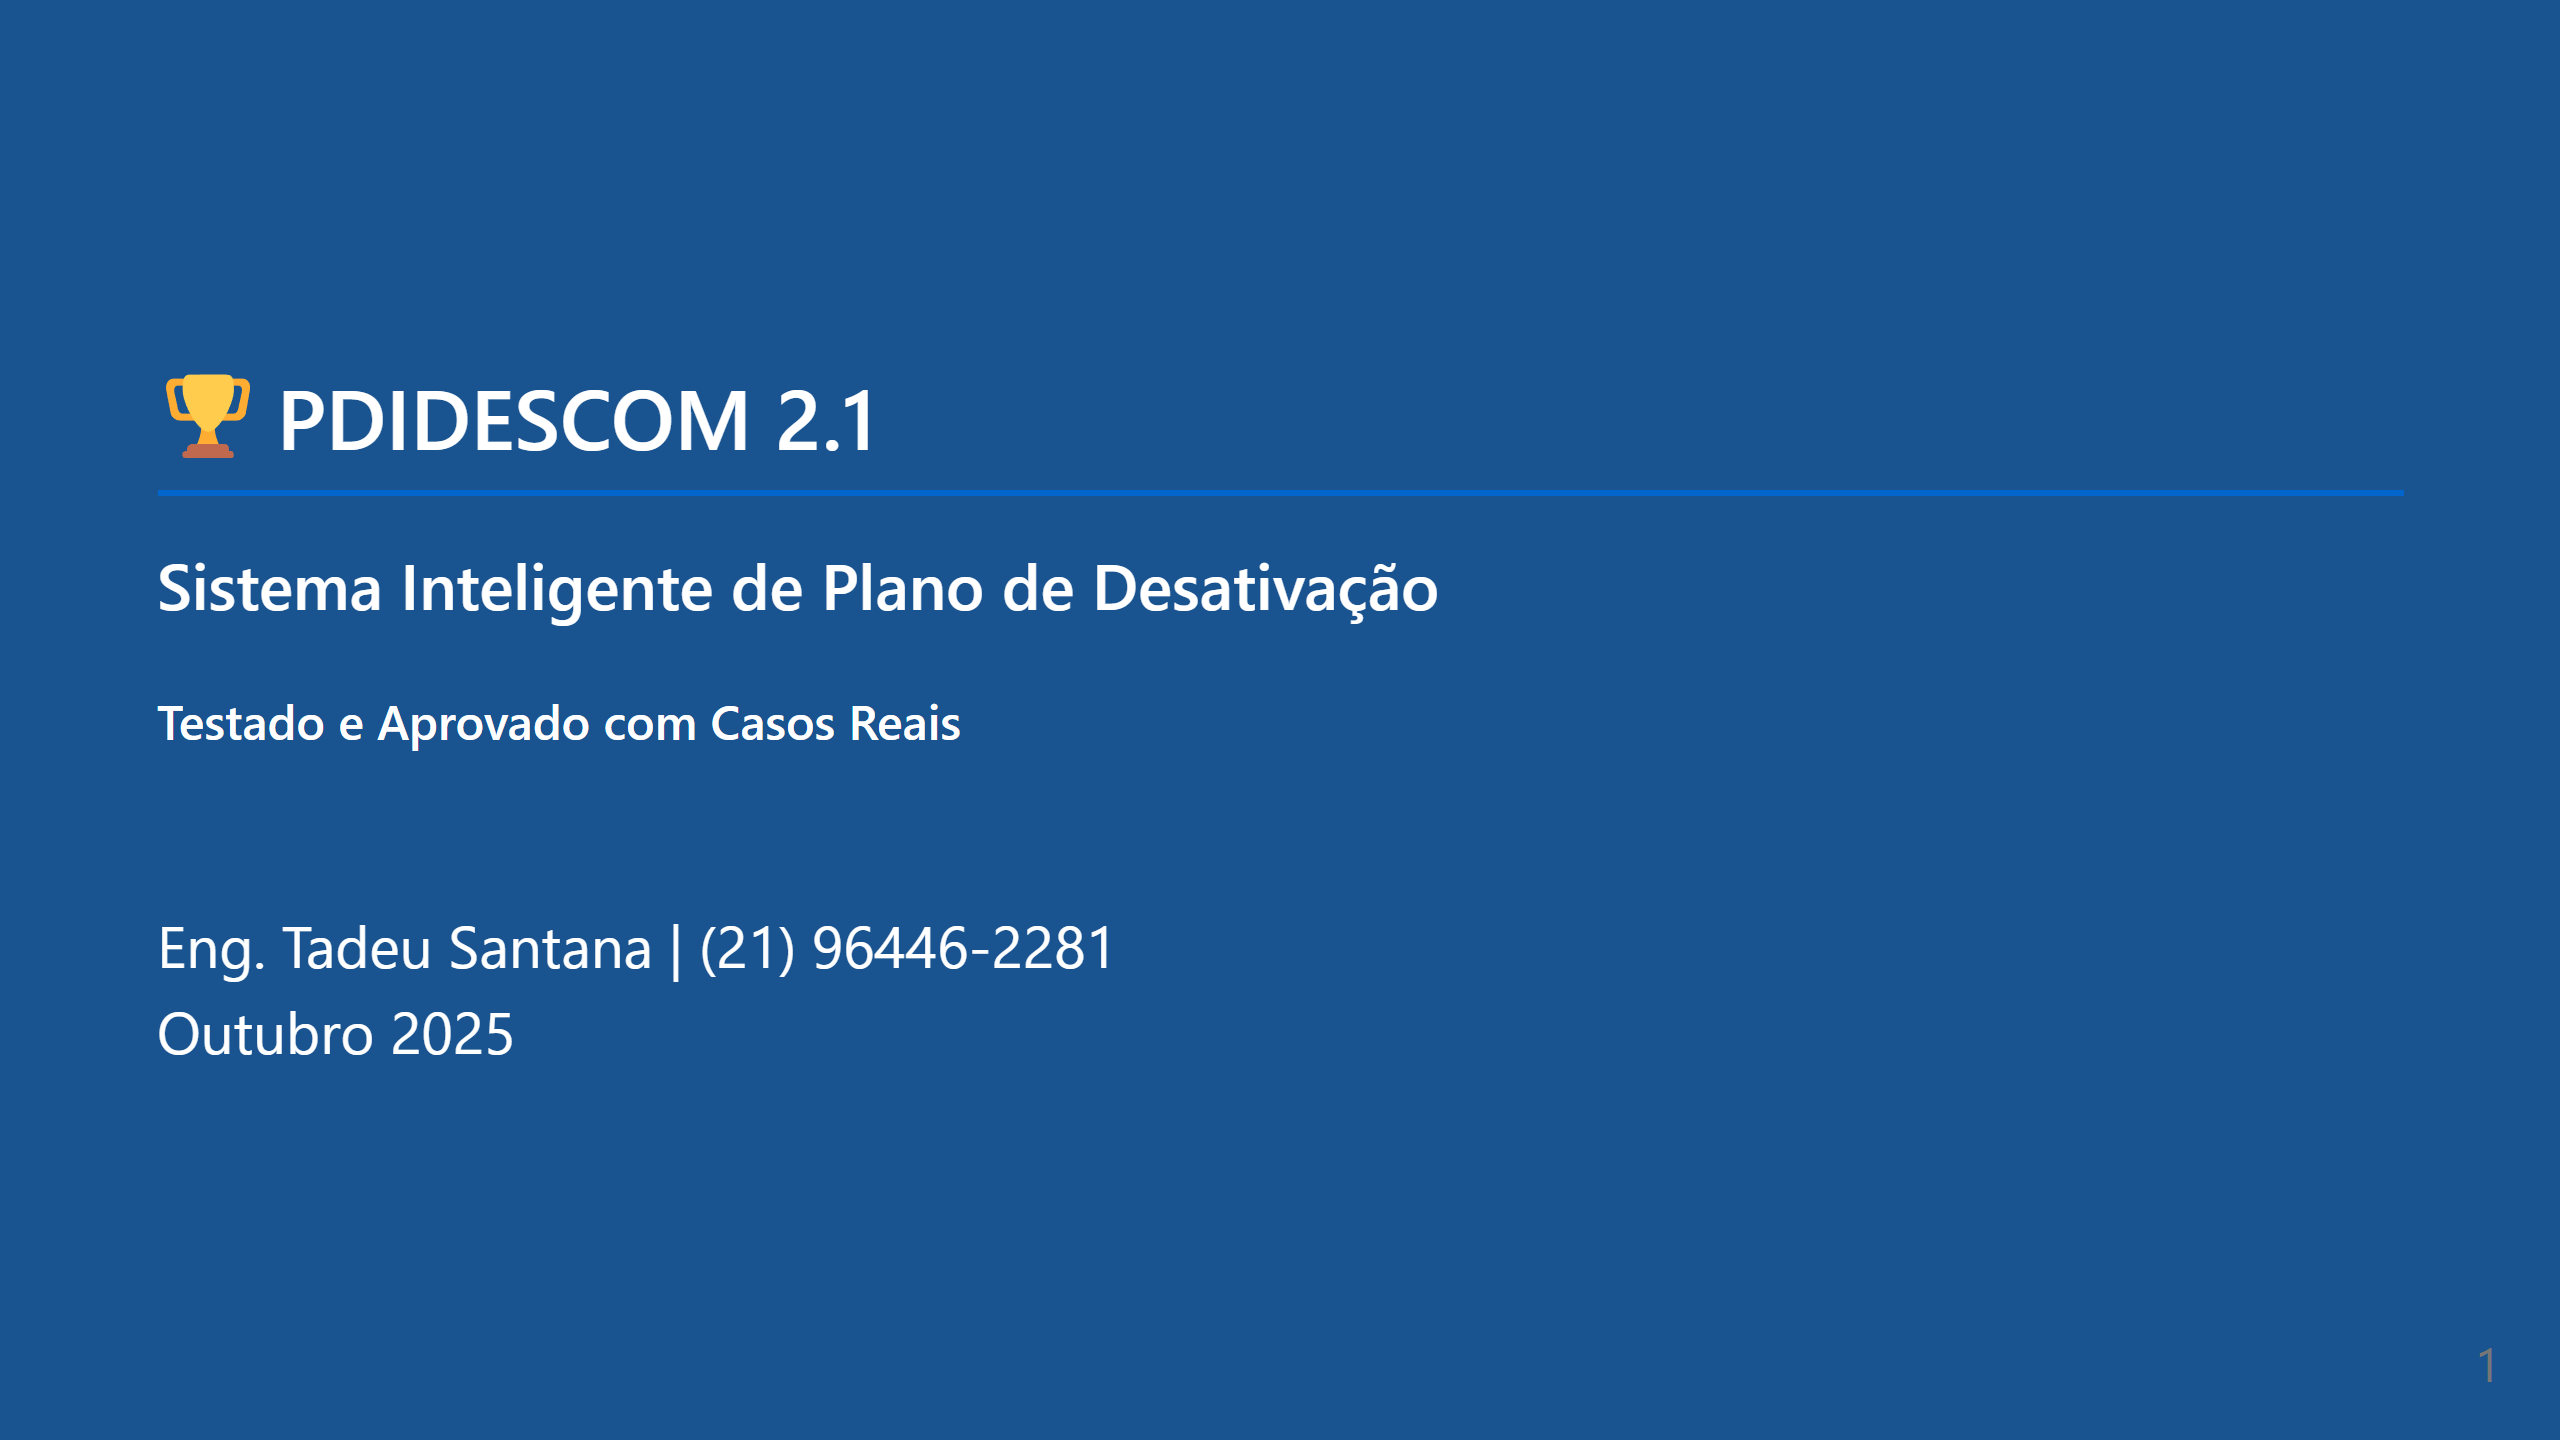 PDIDESCOM 2.1
Sistema Inteligente de Plano de Desativação
Testado e Aprovado com Casos Reais
Eng. Tadeu Santana | (21) 96446-2281
Outubro 2025
1